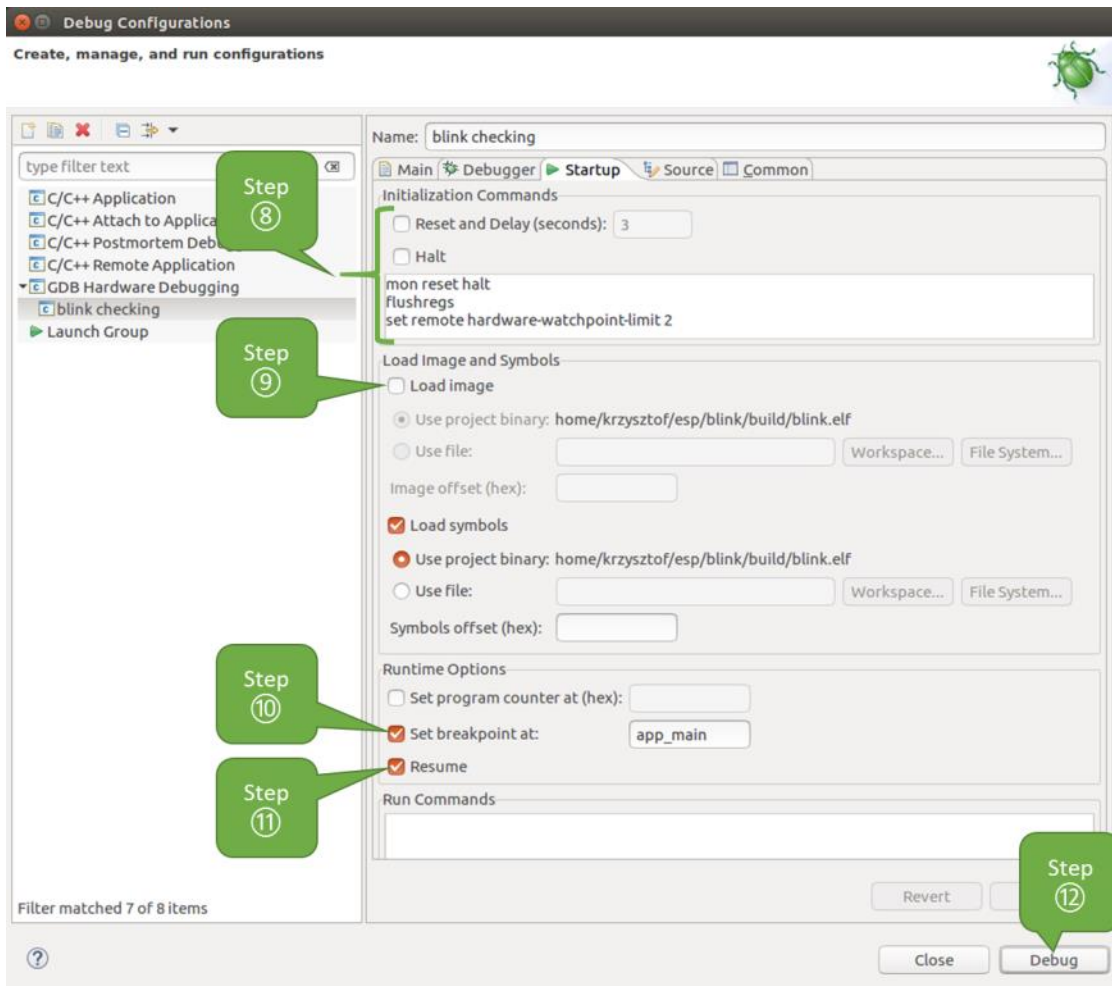 Debug Configurations
Create, manage, and run configurations
type filter text
C/C++ Application
C/C++ Attach to Applica
C/C++ Postmortem Debu
C/C++ Remote Application
GDB Hardware Debugging
blink checking
Launch Group
Filter matched 7 of 8 items
Name: blink checking
Main Debugger Startup Source Common
Initialization Commands
Step
⑧
Reset and Delay (seconds): 3
Halt
mon reset halt
flushregs
set remote hardware-watchpoint-limit 2
Load Image and Symbols
Step
⑨
Load image
Use project binary: home/krzysztof/esp/blink/build/blink.elf
Use file: Workspace... File System...
Image offset (hex):
Load symbols
Use project binary: home/krzysztof/esp/blink/build/blink.elf
Use file: Workspace... File System...
Symbols offset (hex):
Runtime Options
Set program counter at (hex):
Step
⑩
Set breakpoint at: app_main
Step
⑪
Resume
Run Commands
Revert
Step
⑫
Close Debug